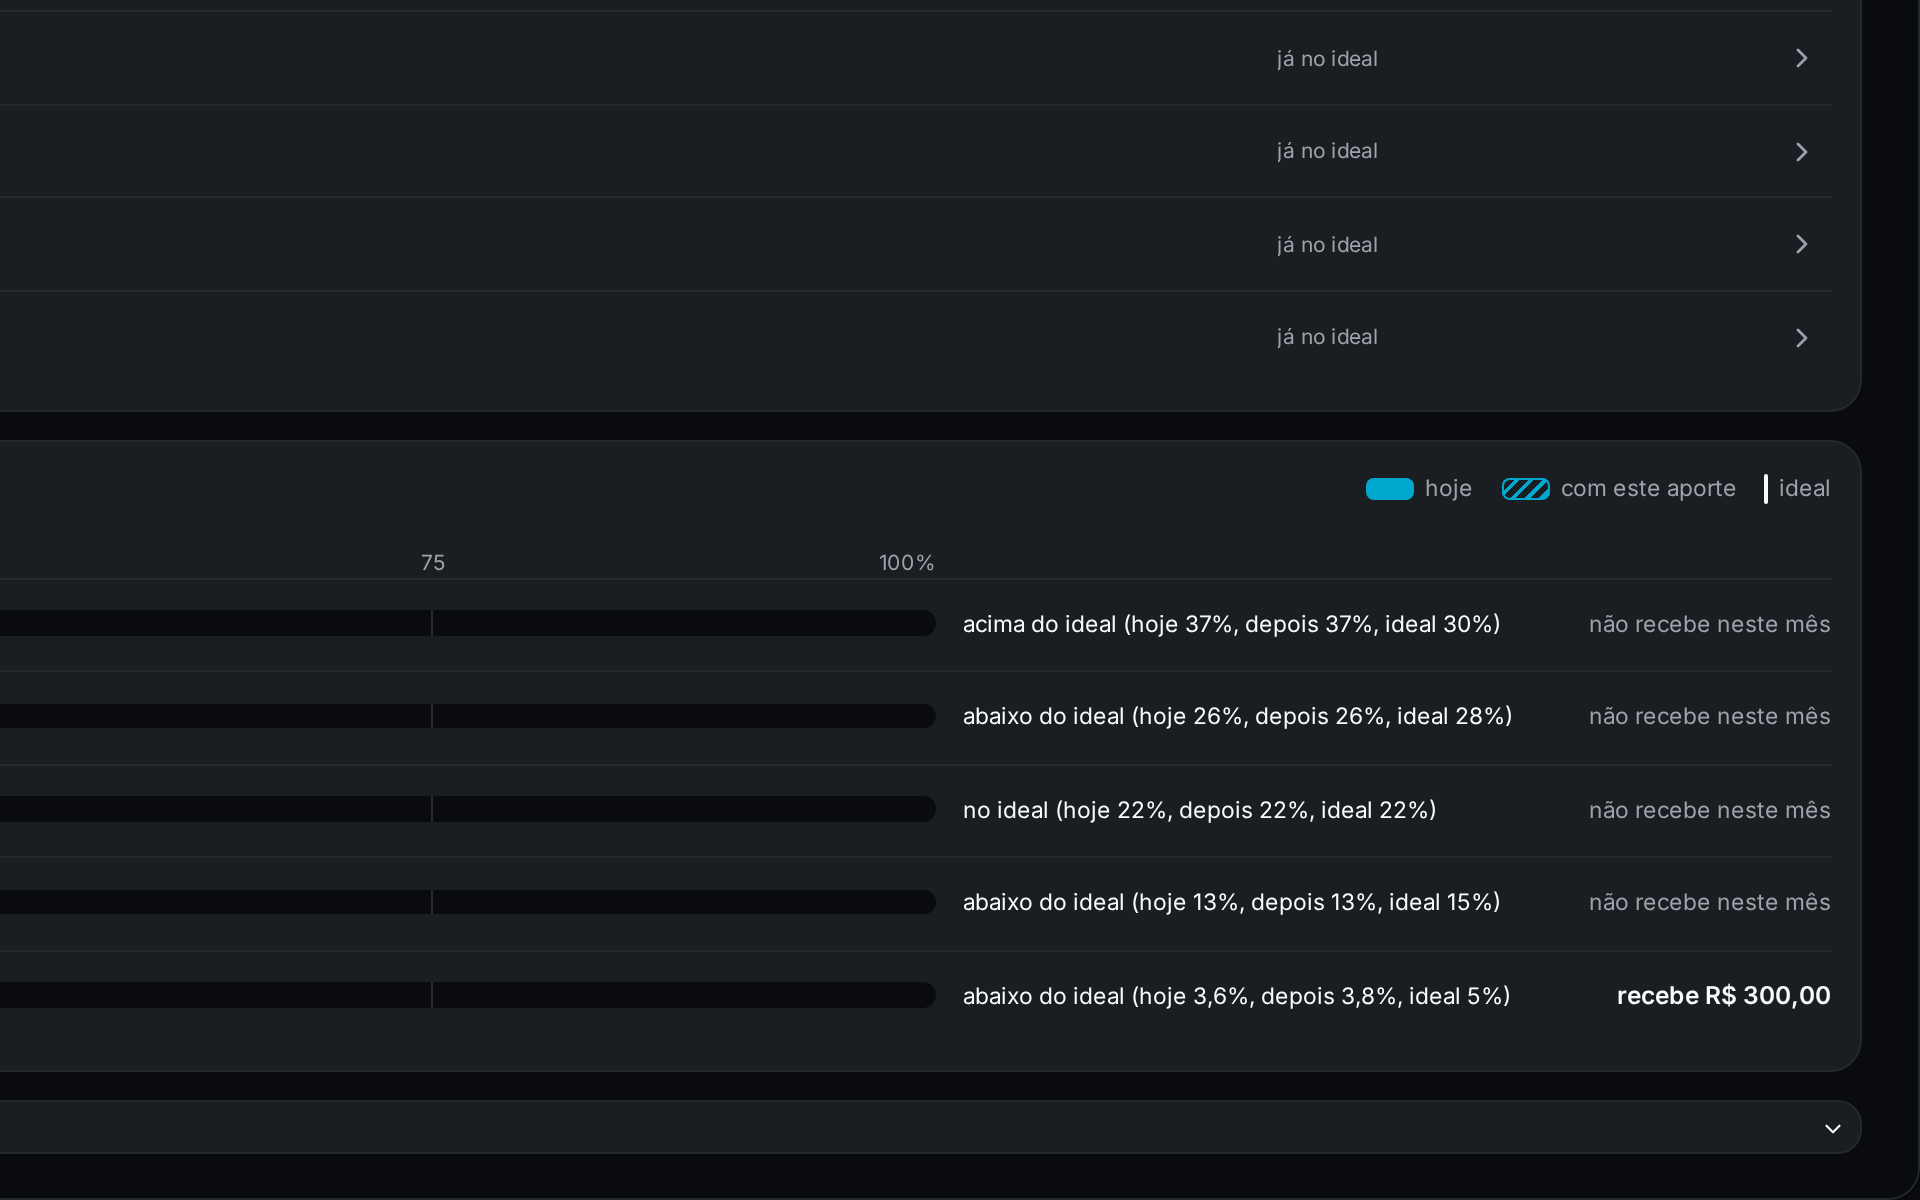 já no ideal
já no ideal
já no ideal
já no ideal
hoje com este aporte ideal
75 100%
acima do ideal (hoje 37%, depois 37%, ideal 30%) não recebe neste mês
abaixo do ideal (hoje 26%, depois 26%, ideal 28%) não recebe neste mês
no ideal (hoje 22%, depois 22%, ideal 22%) não recebe neste mês
abaixo do ideal (hoje 13%, depois 13%, ideal 15%) não recebe neste mês
abaixo do ideal (hoje 3,6%, depois 3,8%, ideal 5%) recebe R$ 300,00